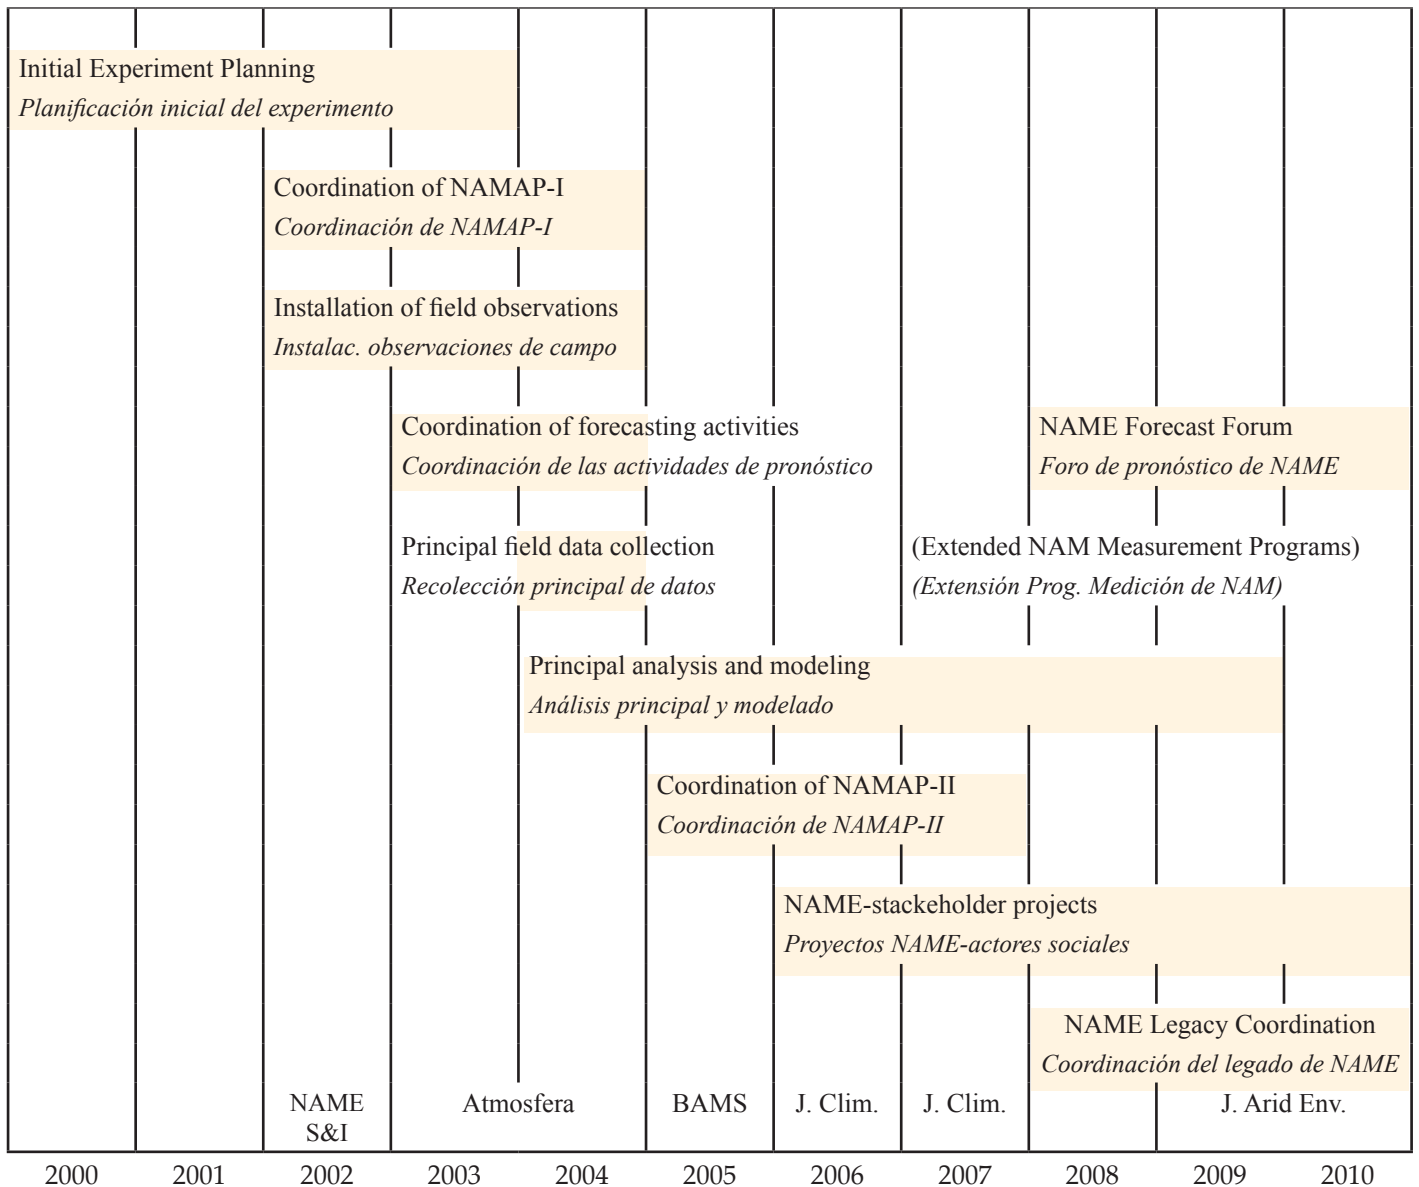 Initial Experiment Planning
Planificación inicial del experimento
Coordination of NAMAP-I
Coordinación de NAMAP-I
Installation of field observations
Instalac. observaciones de campo
Coordination of forecasting activities
Coordinación de las actividades de pronóstico
NAME Forecast Forum
Foro de pronóstico de NAME
Principal field data collection
Recolección principal de datos
(Extended NAM Measurement Programs)
(Extensión Prog. Medición de NAM)
Principal analysis and modeling
Análisis principal y modelado
Coordination of NAMAP-II
Coordinación de NAMAP-II
NAME-stackeholder projects
Proyectos NAME-actores sociales
NAME Legacy Coordination
Coordinación del legado de NAME
NAME
S&I
Atmosfera
BAMS
J. Clim.
J. Clim.
J. Arid Env.
2000 2001 2002 2003 2004 2005 2006 2007 2008 2009 2010